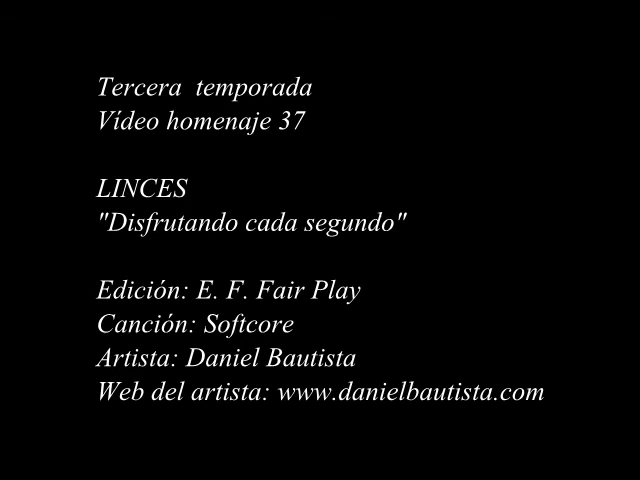 Tercera temporada
Vídeo homenaje 37
LINCES
"Disfrutando cada segundo"
Edición: E. F. Fair Play
Canción: Softcore
Artista: Daniel Bautista
Web del artista: www.danielbautista.com